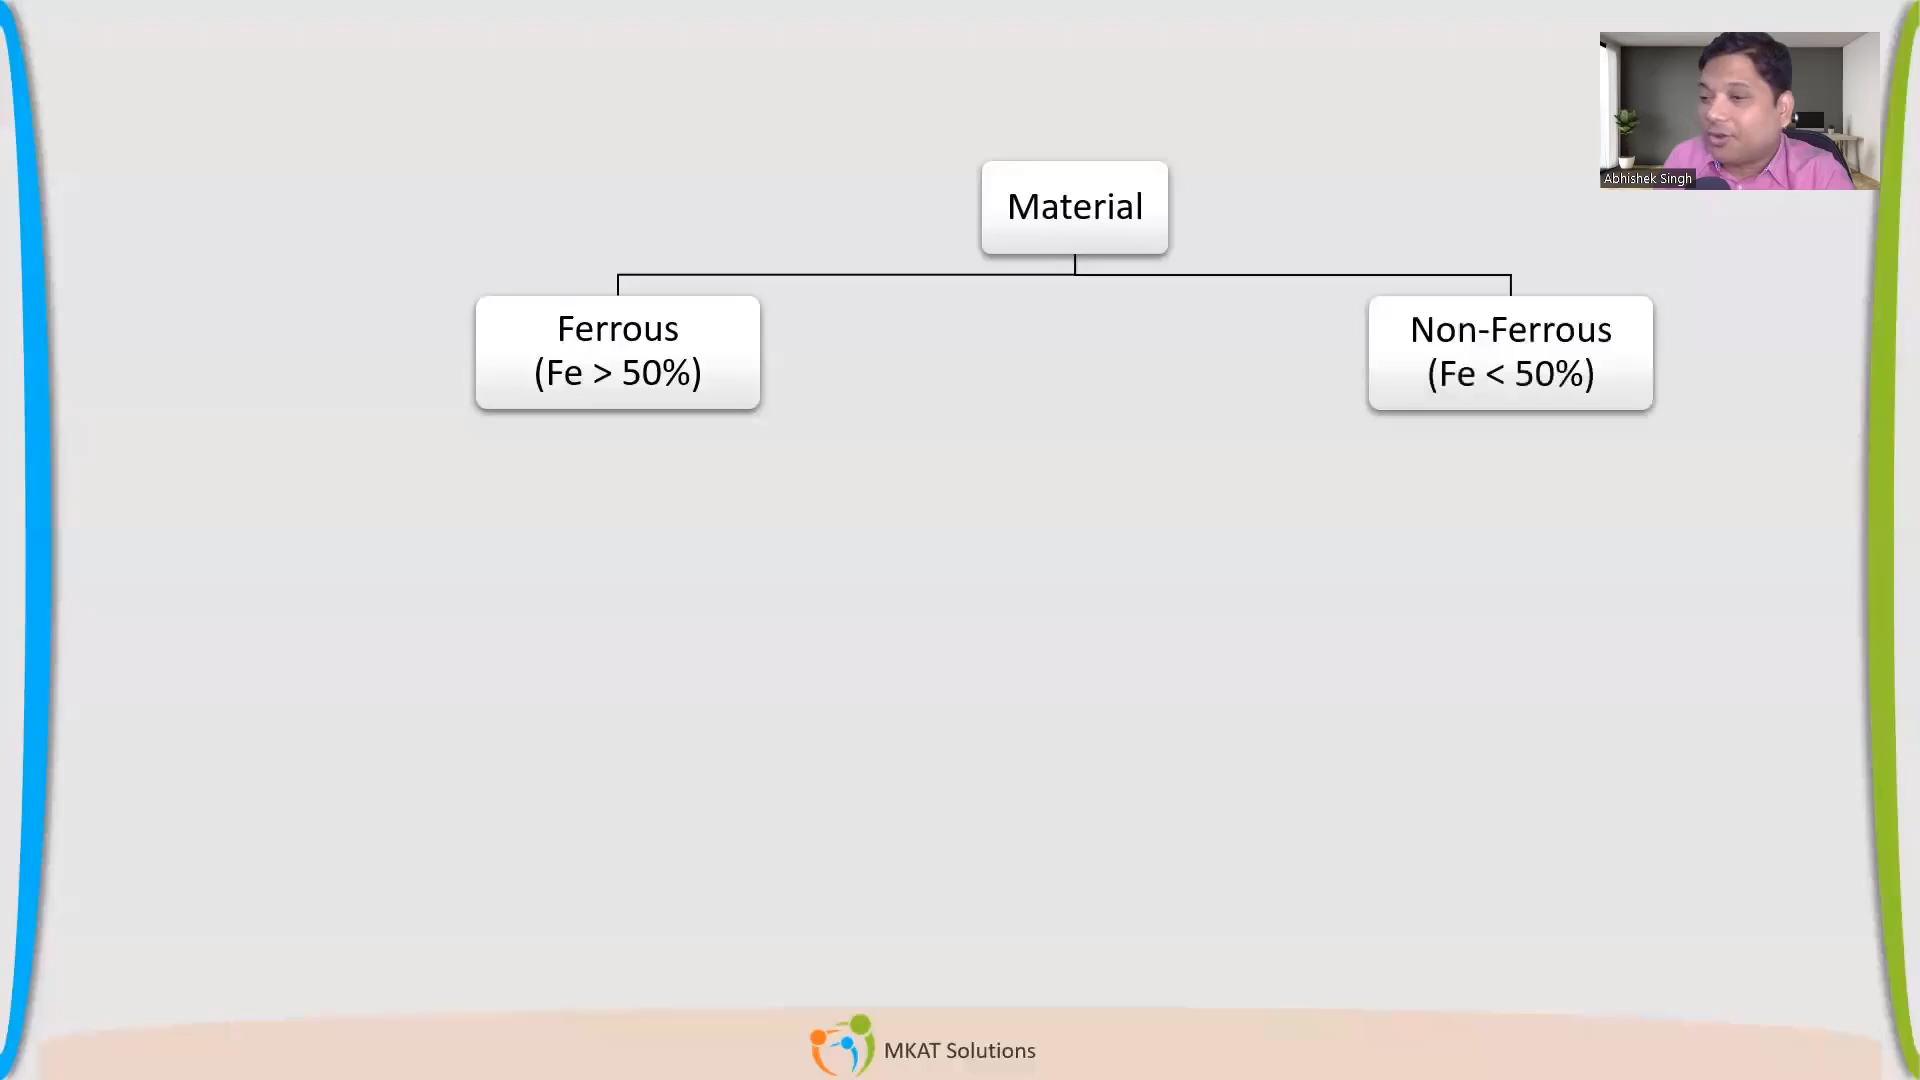 Abhishek Singh
Material
Ferrous
(Fe > 50%)
Non-Ferrous
(Fe < 50%)
MKAT Solutions